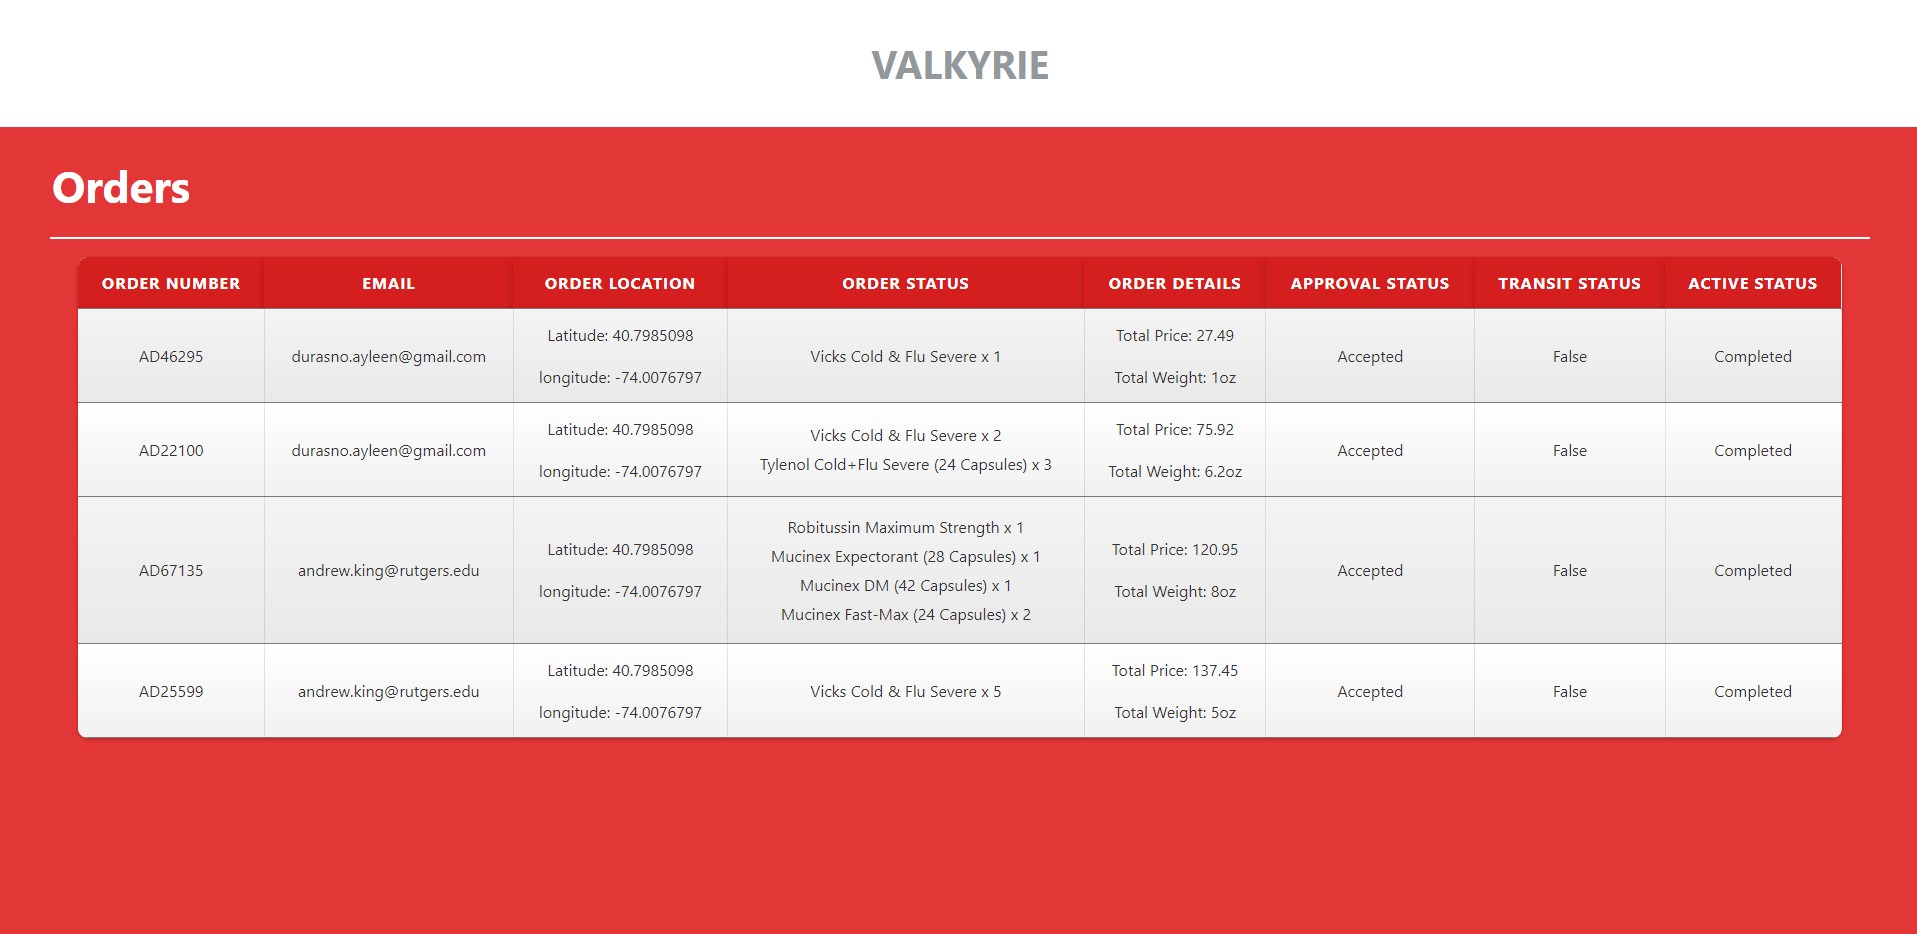 VALKYRIE
Orders
ORDER NUMBER EMAIL ORDER LOCATION ORDER STATUS ORDER DETAILS APPROVAL STATUS TRANSIT STATUS ACTIVE STATUS
Latitude: 40.7985098 Total Price: 27.49
AD46295 durasno.ayleen@gmail.com Vicks Cold & Flu Severe x 1 Accepted False Completed
longitude: -74.0076797 Total Weight: 1oz
Latitude: 40.7985098 Vicks Cold & Flu Severe x 2 Total Price: 75.92
AD22100 durasno.ayleen@gmail.com Accepted False Completed
longitude: -74.0076797 Tylenol Cold+Flu Severe (24 Capsules) x 3 Total Weight: 6.2oz
Robitussin Maximum Strength x 1
Latitude: 40.7985098 Mucinex Expectorant (28 Capsules) x 1 Total Price: 120.95
AD67135 andrew.king@rutgers.edu Accepted False Completed
longitude: -74.0076797 Mucinex DM (42 Capsules) x 1 Total Weight: 8oz
Mucinex Fast-Max (24 Capsules) x 2
Latitude: 40.7985098 Total Price: 137.45
AD25599 andrew.king@rutgers.edu Vicks Cold & Flu Severe x 5 Accepted False Completed
longitude: -74.0076797 Total Weight: 5oz